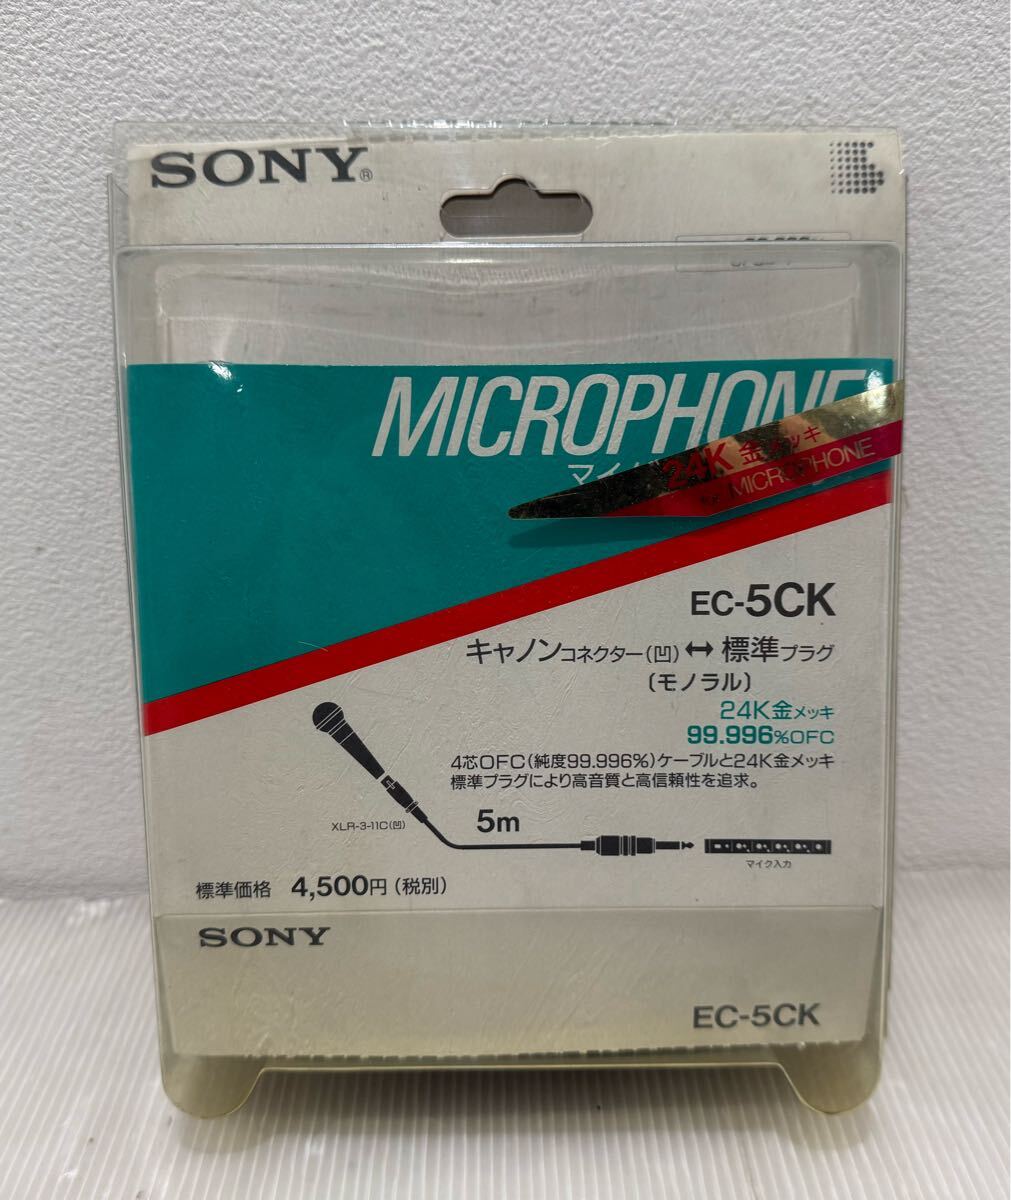 SONY®
MICROPHONE
24K 金メッキ
for MICROPHONE
EC-5CK
キャノンコネクター(凹) ↔ 標準プラグ
(モノラル)
24K金メッキ
99.996%OFC
4芯OFC(純度99.996%)ケーブルと24K金メッキ
標準プラグにより高音質と高信頼性を追求。
5m
XLR-3-11C(凹)
マイク入力
標準価格 4,500円(税別)
SONY
EC-5CK